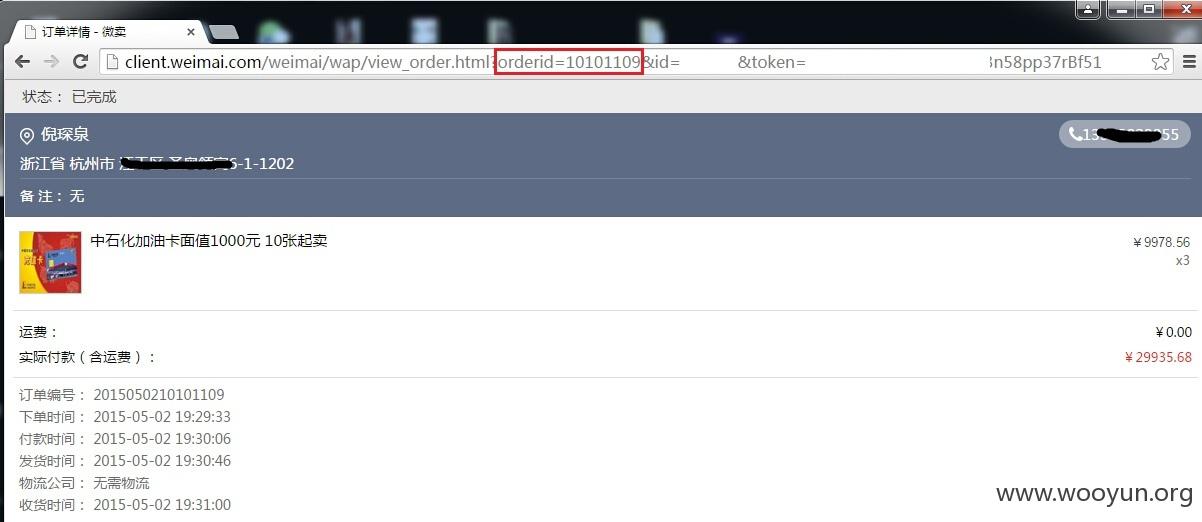 订单详情 - 微卖
client.weimai.com/weimai/wap/view_order.html?orderid=10101109&id= &token= 3n58pp37rBf51
状态： 已完成
倪琛泉
浙江省 杭州市 6-1-1202
备 注： 无
中石化加油卡面值1000元 10张起卖
￥9978.56
x3
运费：
￥0.00
实际付款（含运费）：
￥29935.68
订单编号： 2015050210101109
下单时间： 2015-05-02 19:29:33
付款时间： 2015-05-02 19:30:06
发货时间： 2015-05-02 19:30:46
物流公司： 无需物流
收货时间： 2015-05-02 19:31:00
www.wooyun.org